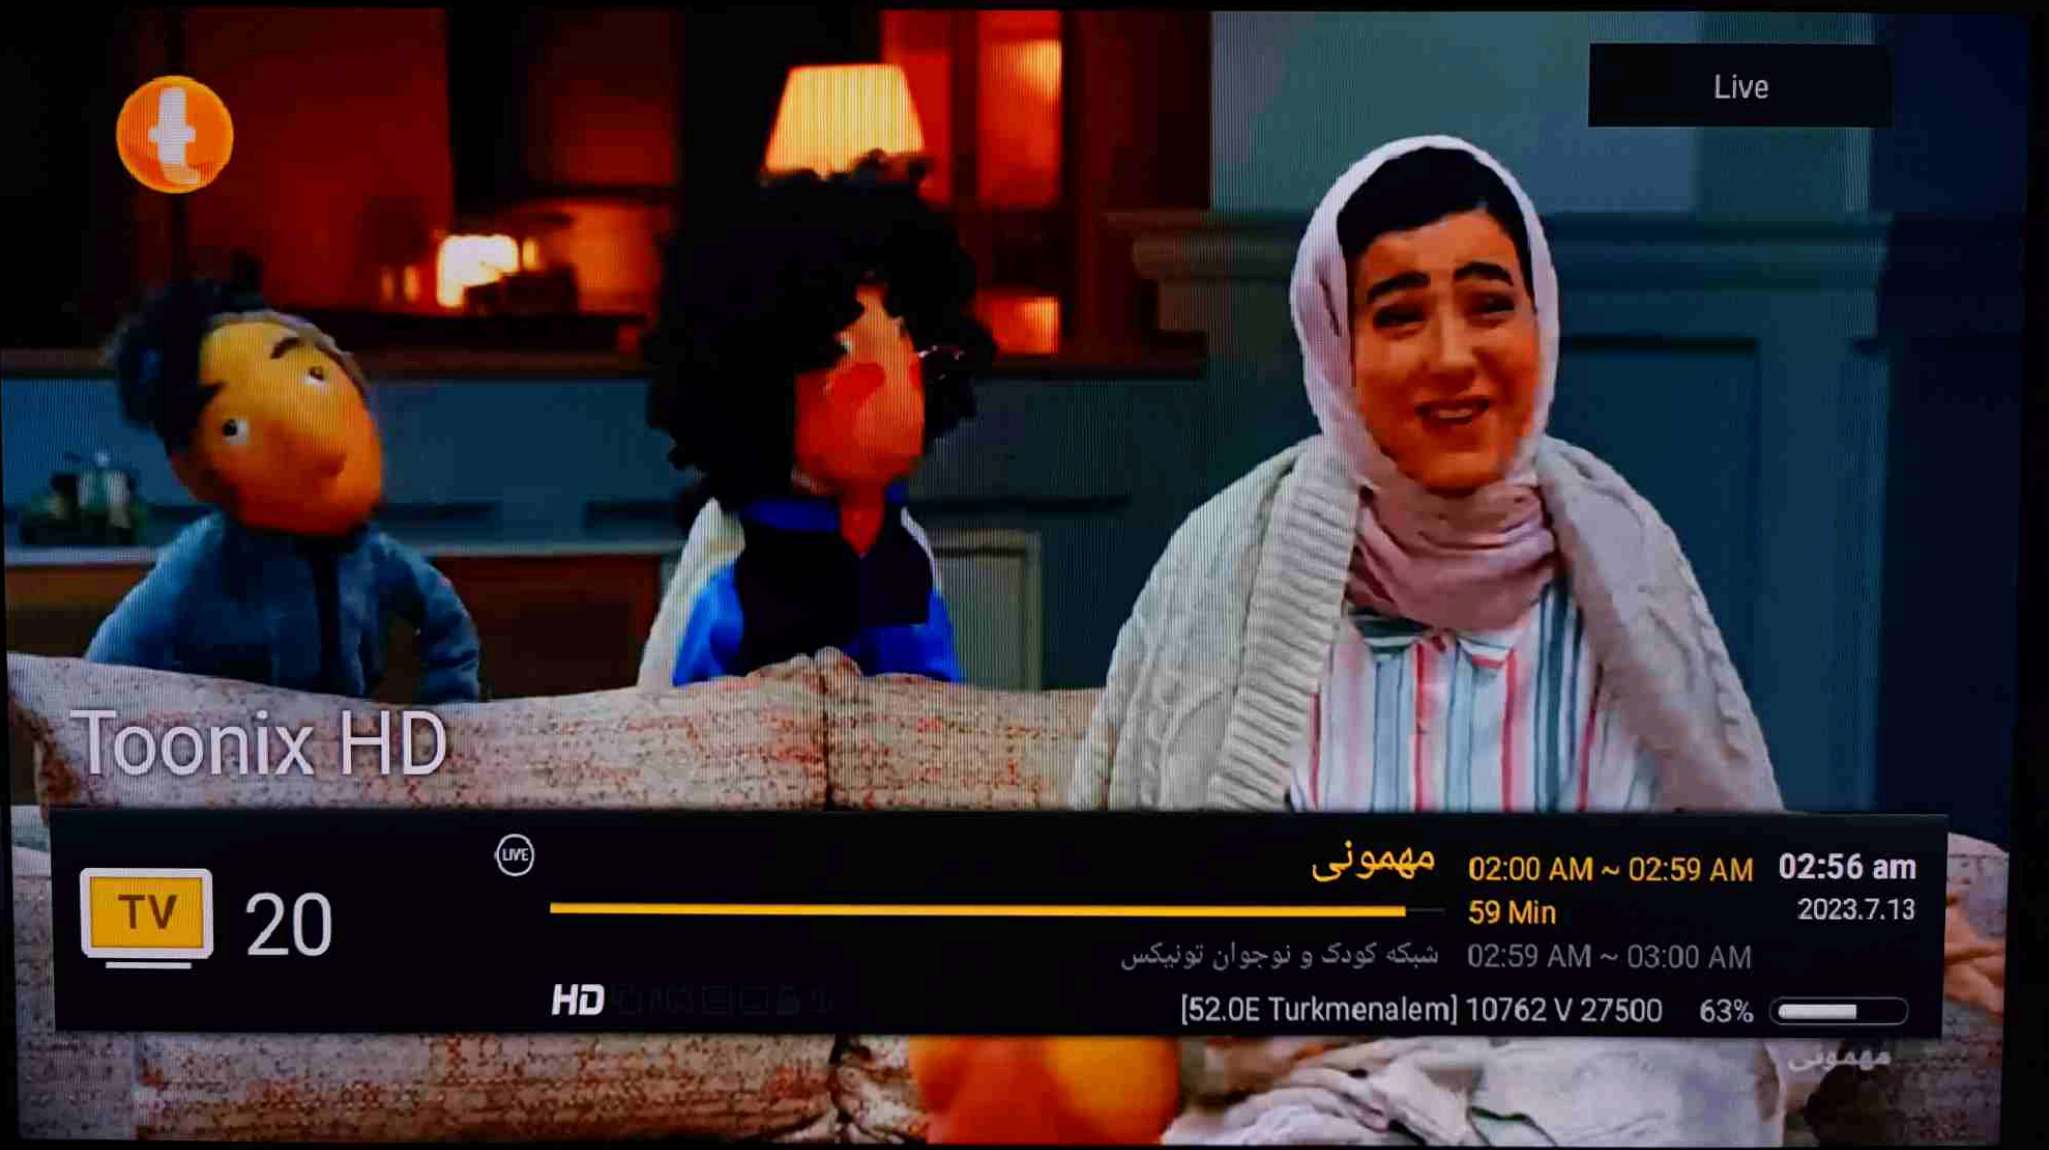 Live
Toonix HD
LIVE
مهمونی
02:00 AM ~ 02:59 AM
02:56 am
TV
20
59 Min
2023.7.13
شبکه کودک و نوجوان تونیکس
02:59 AM ~ 03:00 AM
HD
[52.0E Turkmenalem] 10762 V 27500
63%
مهمونی